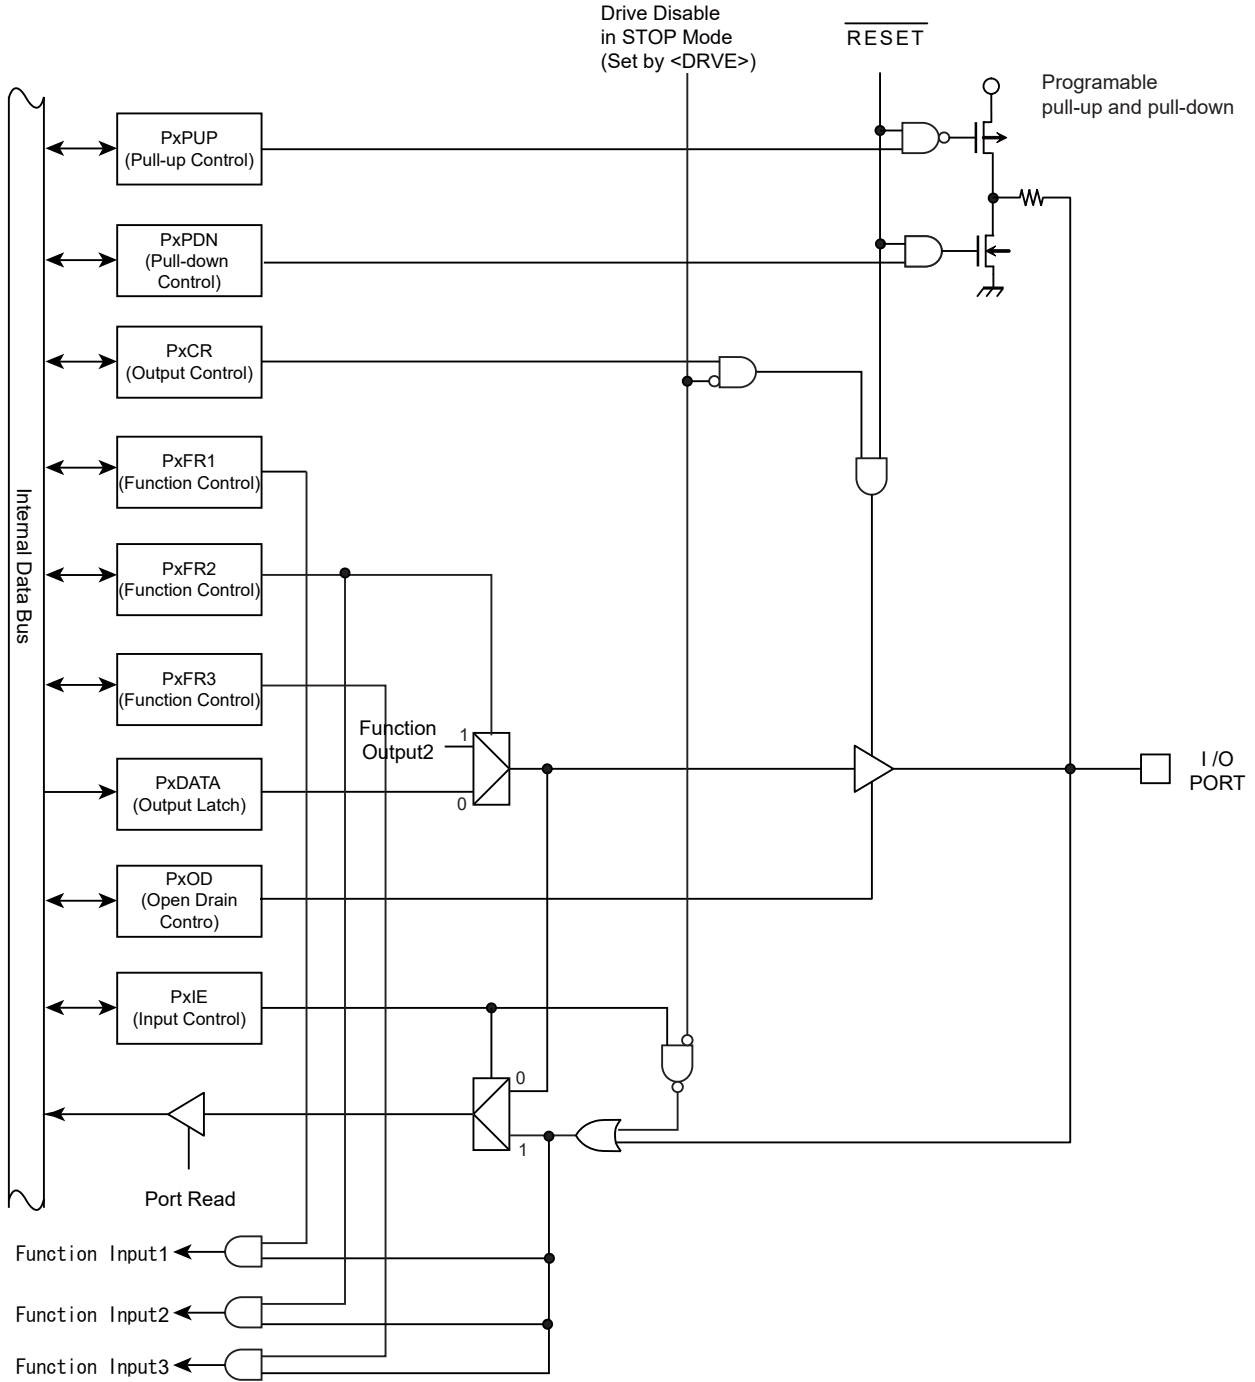 Drive Disable
in STOP Mode
(Set by <DRVE>)
RESET
Programable
pull-up and pull-down
PxPUP
(Pull-up Control)
PxPDN
(Pull-down
Control)
PxCR
(Output Control)
PxFR1
(Function Control)
Internal Data Bus
PxFR2
(Function Control)
PxFR3
(Function Control)
Function
Output2
1
0
PxDATA
(Output Latch)
I /O
PORT
PxOD
(Open Drain
Contro)
PxIE
(Input Control)
0
1
Port Read
Function Input1
Function Input2
Function Input3